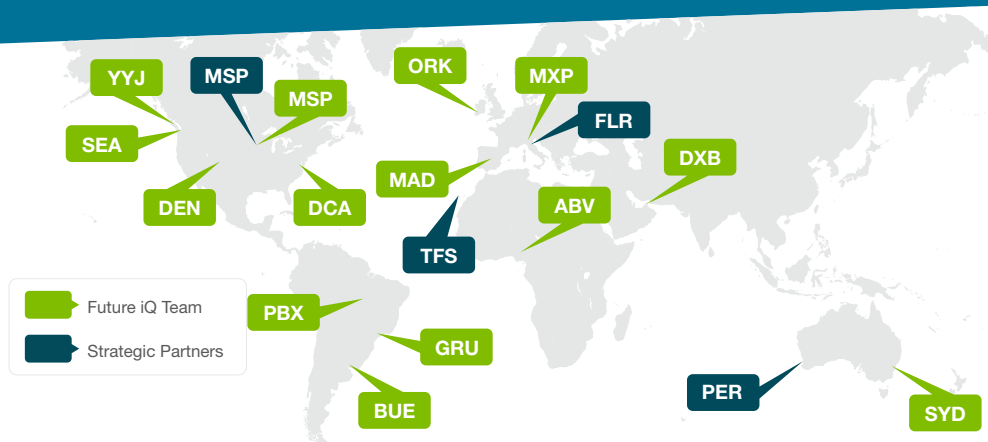 YYJ
MSP
MSP
SEA
DEN
DCA
ORK
MXP
FLR
MAD
DXB
ABV
TFS
PBX
GRU
BUE
PER
SYD
Future iQ Team
Strategic Partners